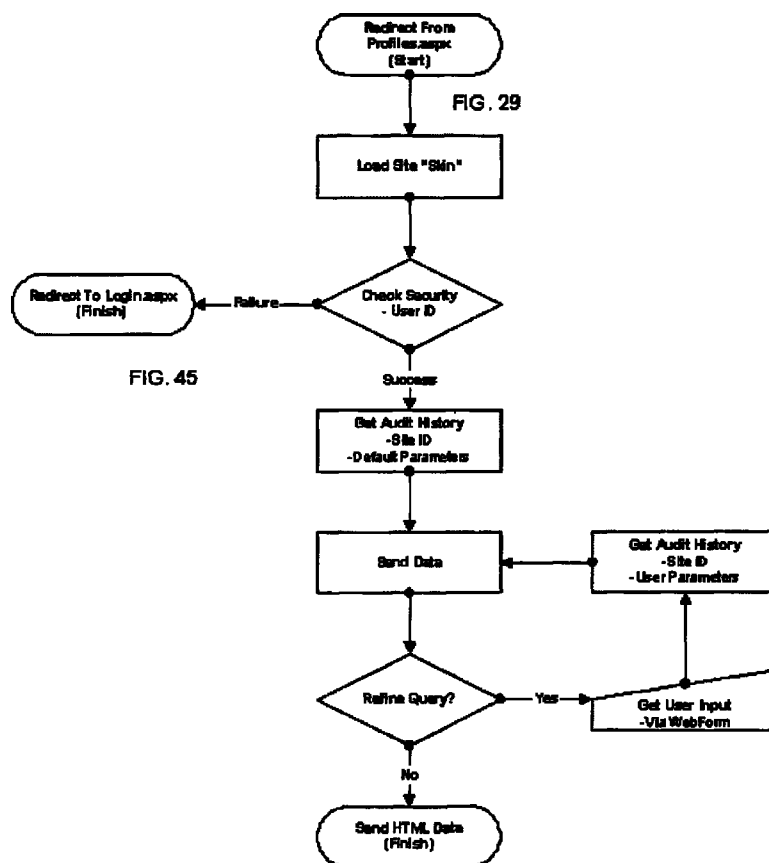 Redirect From
Profiles.aspx
(Start)
FIG. 29
Load Site "Skin"
Check Security
- User ID
Failure
Redirect To Login.aspx
(Finish)
FIG. 45
Success
Get Audit History
-Site ID
-Default Parameters
Send Data
Get Audit History
-Site ID
-User Parameters
Refine Query?
Yes
Get User Input
-Via WebForm
No
Send HTML Data
(Finish)